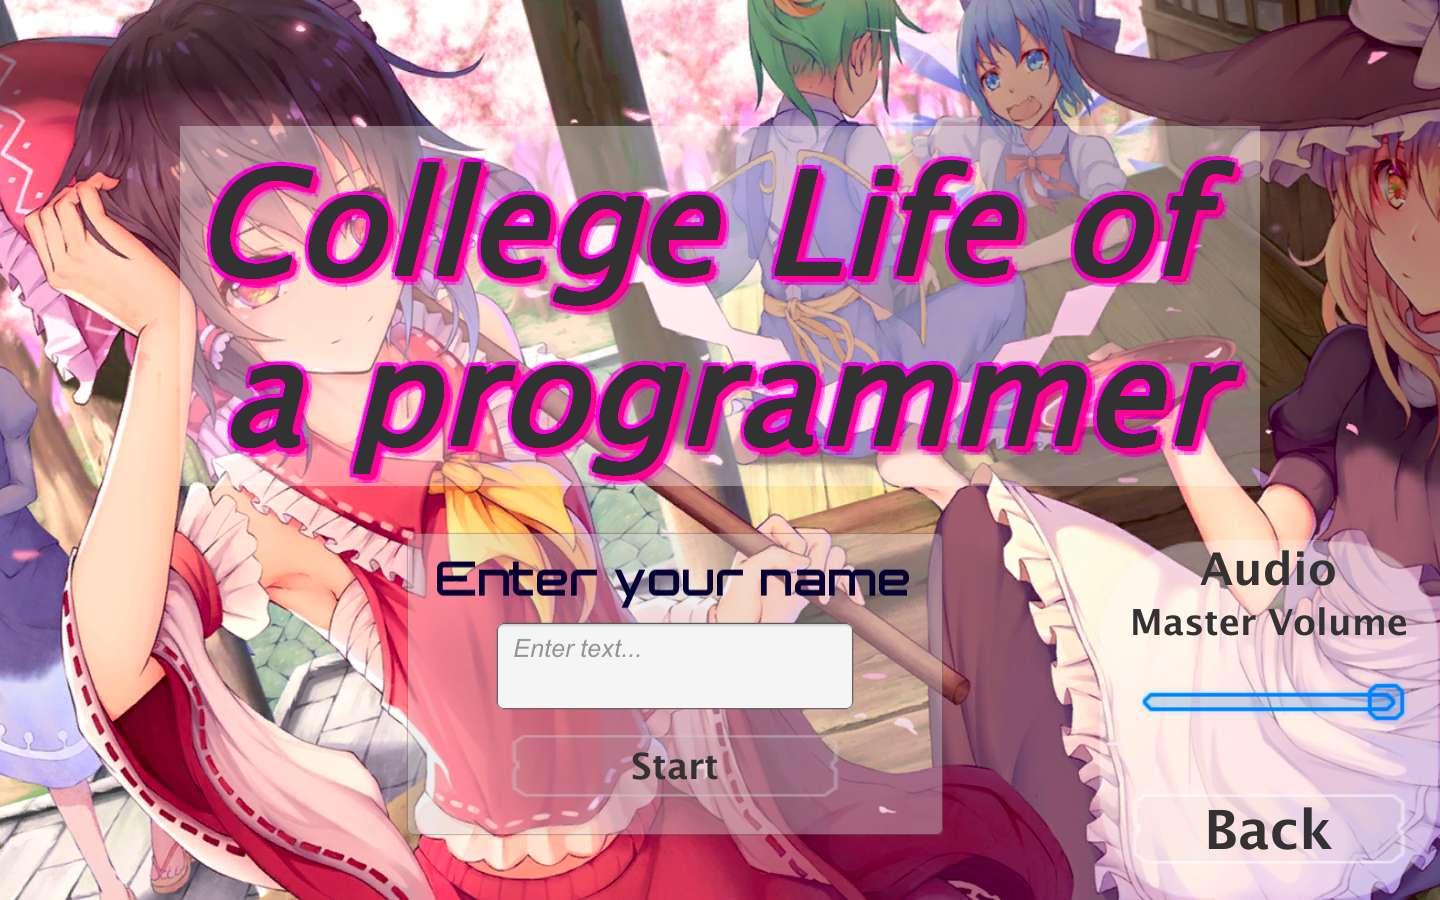 College Life of
a programmer
Enter your name
Enter text...
Start
Audio
Master Volume
Back